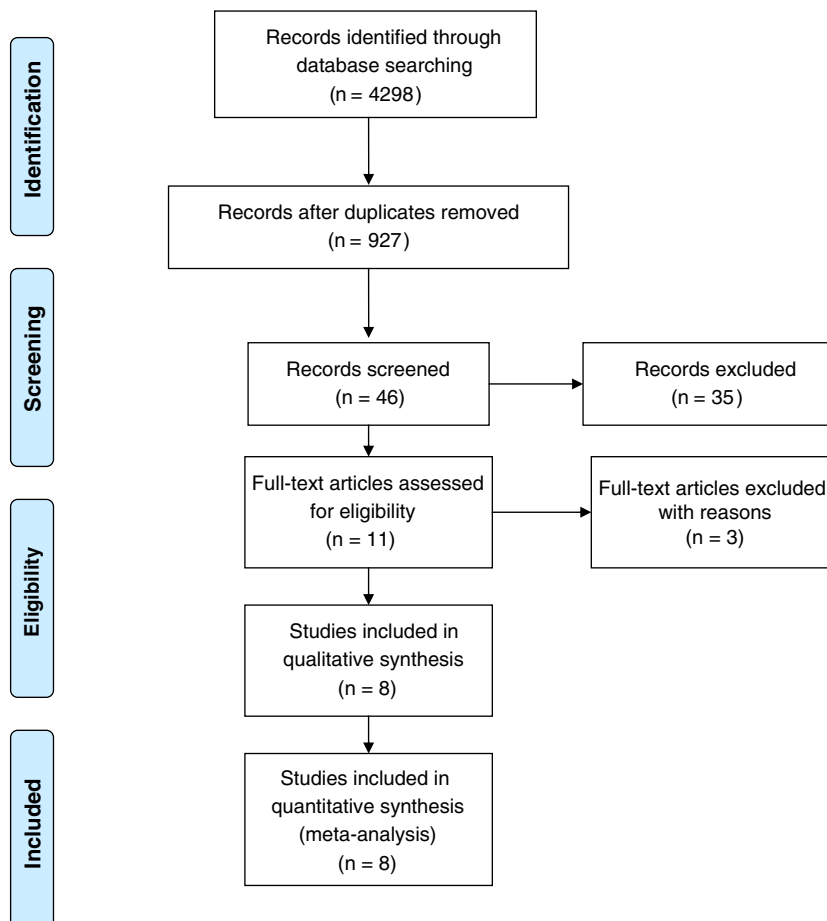 Identification
Records identified through
database searching
(n = 4298)
Records after duplicates removed
(n = 927)
Screening
Records screened
(n = 46)
Records excluded
(n = 35)
Eligibility
Full-text articles assessed
for eligibility
(n = 11)
Full-text articles excluded
with reasons
(n = 3)
Studies included in
qualitative synthesis
(n = 8)
Included
Studies included in
quantitative synthesis
(meta-analysis)
(n = 8)